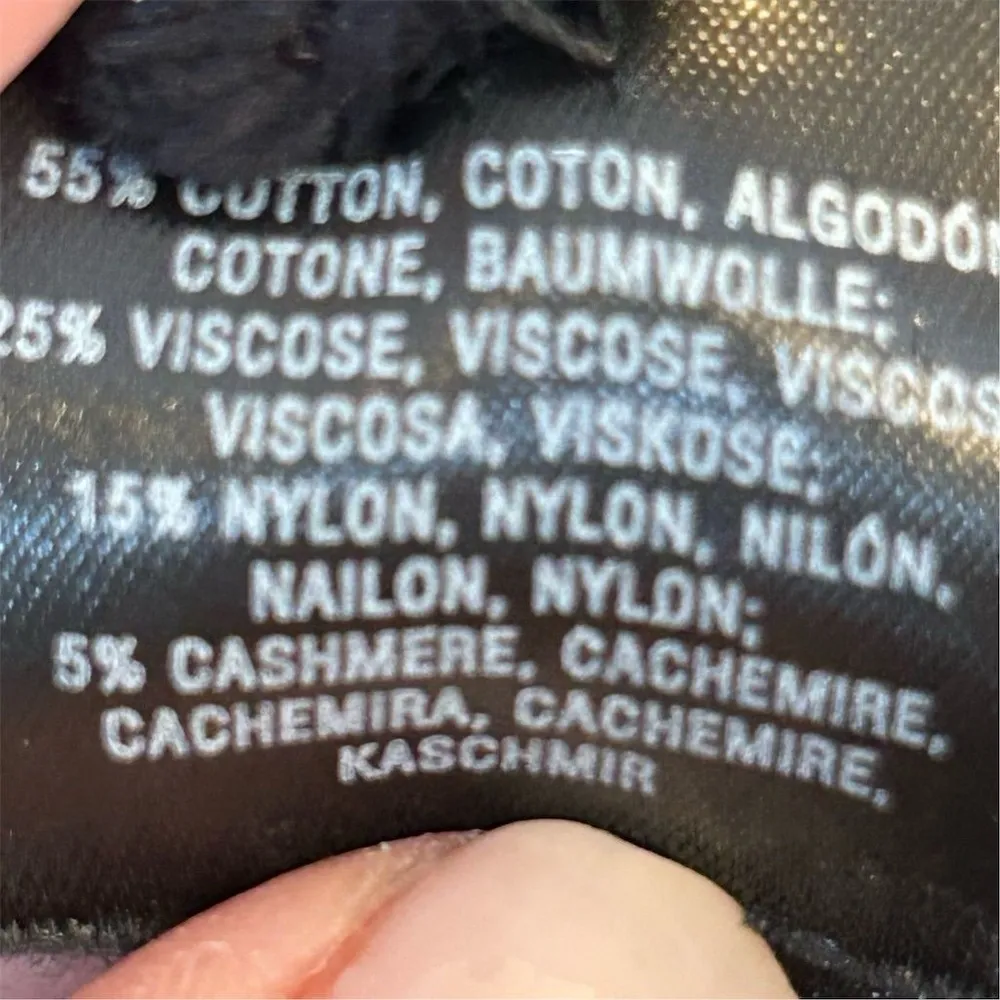 55% COTTON, COTON, ALGODÓN
COTONE, BAUMWOLLE;
25% VISCOSE, VISCOSE, VISCOS
VISCOSA, VISKOSE;
15% NYLON, NYLON, NILÓN,
NAILON, NYLON;
5% CASHMERE, CACHEMIRE,
CACHEMIRA, CACHEMIRE,
KASCHMIR